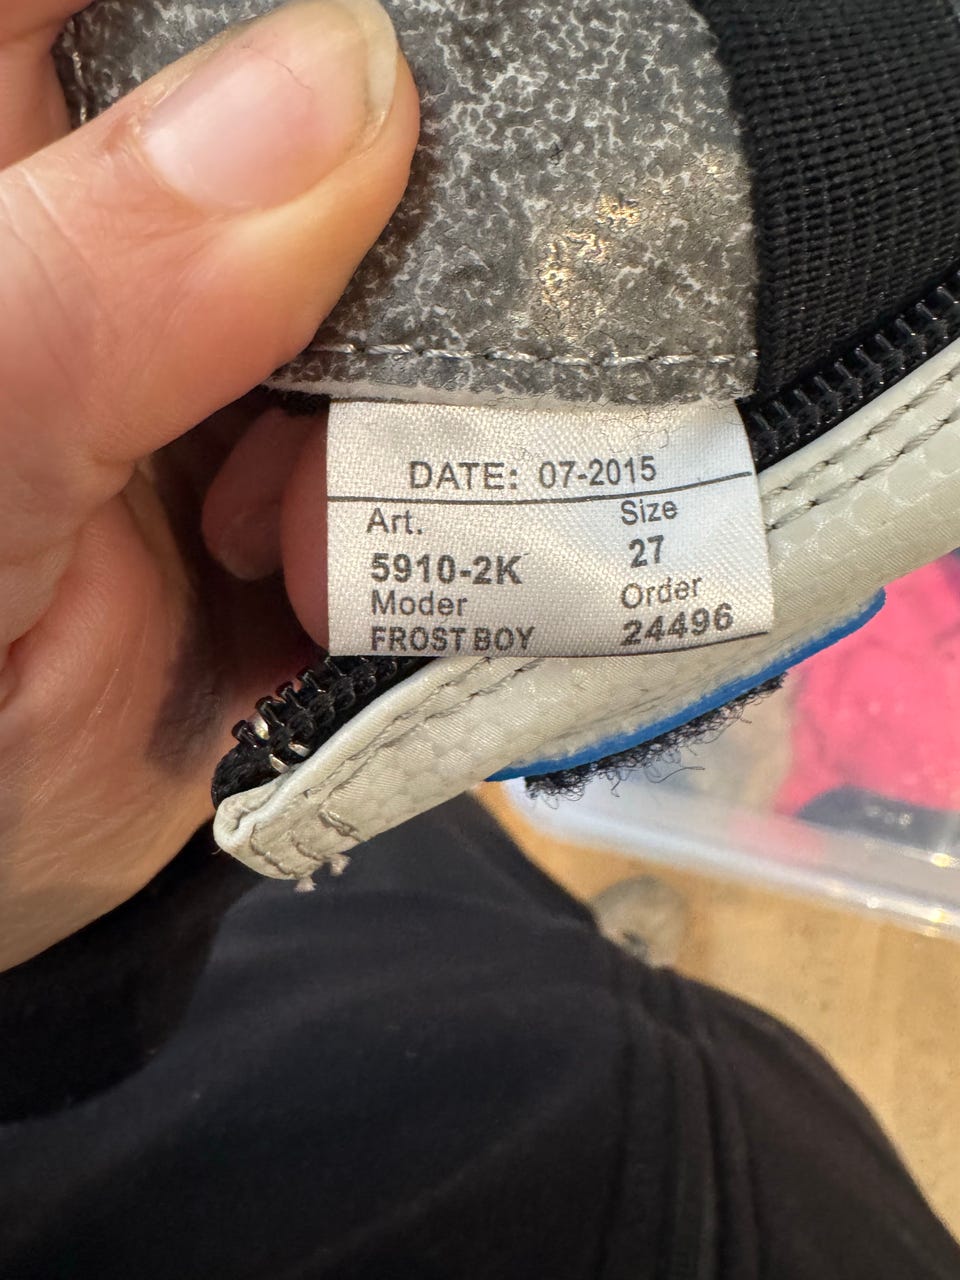 DATE: 07-2015
Art. Size
5910-2K 27
Moder Order
FROST BOY 24496